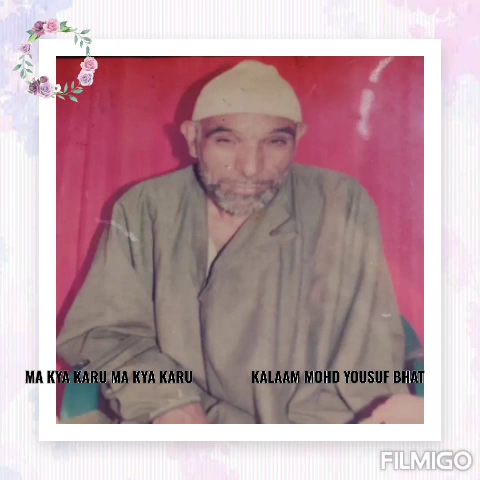 MA KYA KARU MA KYA KARU
KALAAM MOHD YOUSUF BHAT
FILMIGO